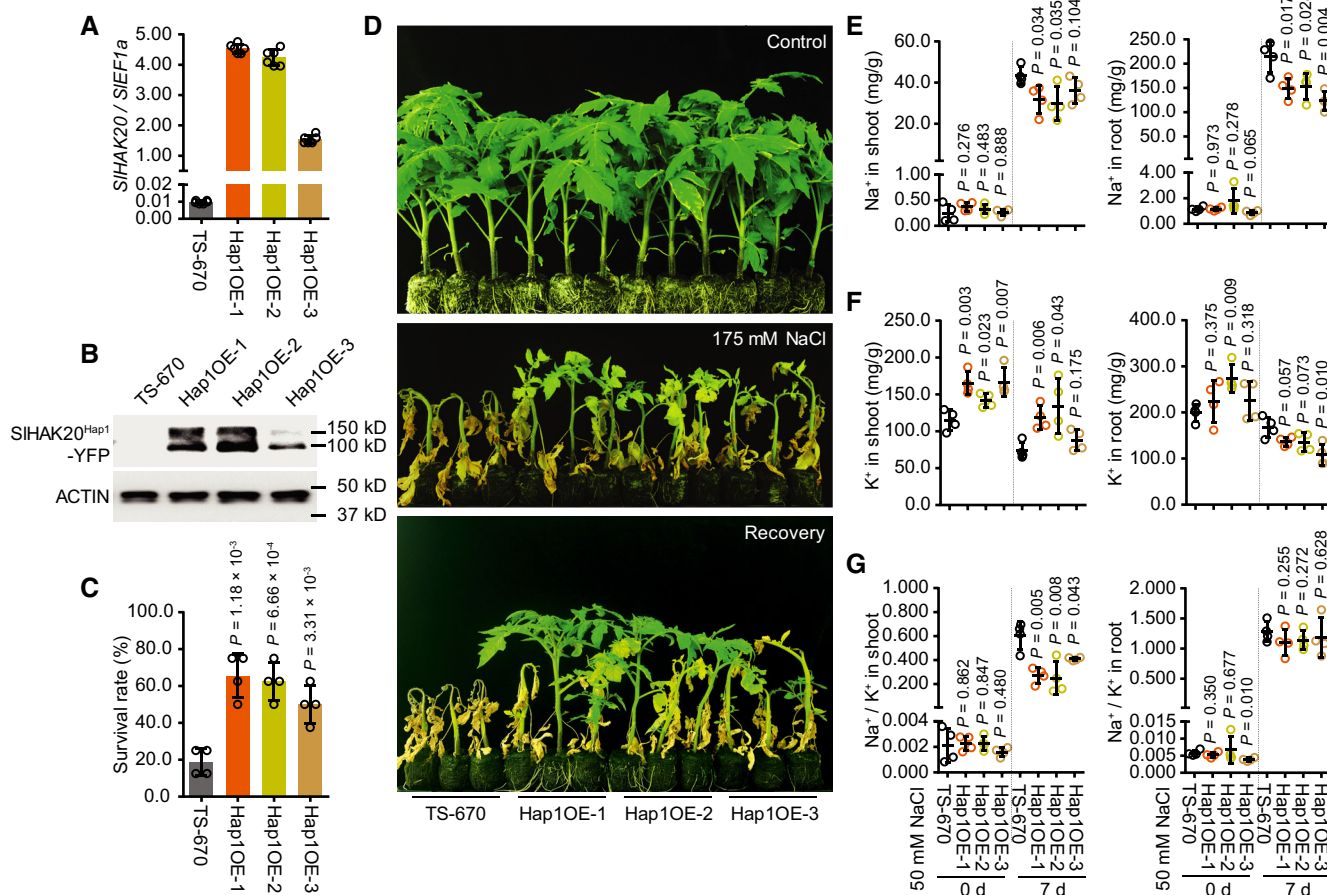 A
SlHAK20 / SlEF1a
5.00
4.00
3.00
2.00
1.00
0.02
0.01
0.00
TS-670
Hap1OE-1
Hap1OE-2
Hap1OE-3
B
TS-670
Hap1OE-1
Hap1OE-2
Hap1OE-3
SlHAK20Hap1
-YFP
150 kD
100 kD
ACTIN
50 kD
37 kD
C
Survival rate (%)
100.0
80.0
60.0
40.0
20.0
0.0
P = 1.18 × 10-3
P = 6.66 × 10-4
P = 3.31 × 10-3
TS-670
Hap1OE-1
Hap1OE-2
Hap1OE-3
D
Control
175 mM NaCl
Recovery
TS-670
Hap1OE-1
Hap1OE-2
Hap1OE-3
E
Na+ in shoot (mg/g)
60.0
40.0
20.0
1.00
0.50
0.00
P = 0.276
P = 0.483
P = 0.888
P = 0.034
P = 0.035
P = 0.104
Na+ in root (mg/g)
250.0
200.0
150.0
100.0
50.0
4.00
2.00
0.00
P = 0.973
P = 0.278
P = 0.065
P = 0.017
P = 0.02
P = 0.004
F
K+ in shoot (mg/g)
250.0
200.0
150.0
100.0
50.0
0.0
P = 0.003
P = 0.023
P = 0.007
P = 0.006
P = 0.043
P = 0.175
K+ in root (mg/g)
400.0
300.0
200.0
100.0
0.0
P = 0.375
P = 0.009
P = 0.318
P = 0.057
P = 0.073
P = 0.010
G
Na+ / K+ in shoot
1.000
0.800
0.600
0.400
0.200
0.004
0.002
0.000
P = 0.862
P = 0.847
P = 0.480
P = 0.005
P = 0.008
P = 0.043
Na+ / K+ in root
2.000
1.500
1.000
0.500
0.015
0.010
0.005
0.000
P = 0.350
P = 0.677
P = 0.010
P = 0.255
P = 0.272
P = 0.628
50 mM NaCl
TS-670
Hap1OE-1
Hap1OE-2
Hap1OE-3
TS-670
Hap1OE-1
Hap1OE-2
Hap1OE-3
0 d
7 d
50 mM NaCl
TS-670
Hap1OE-1
Hap1OE-2
Hap1OE-3
TS-670
Hap1OE-1
Hap1OE-2
Hap1OE-3
0 d
7 d